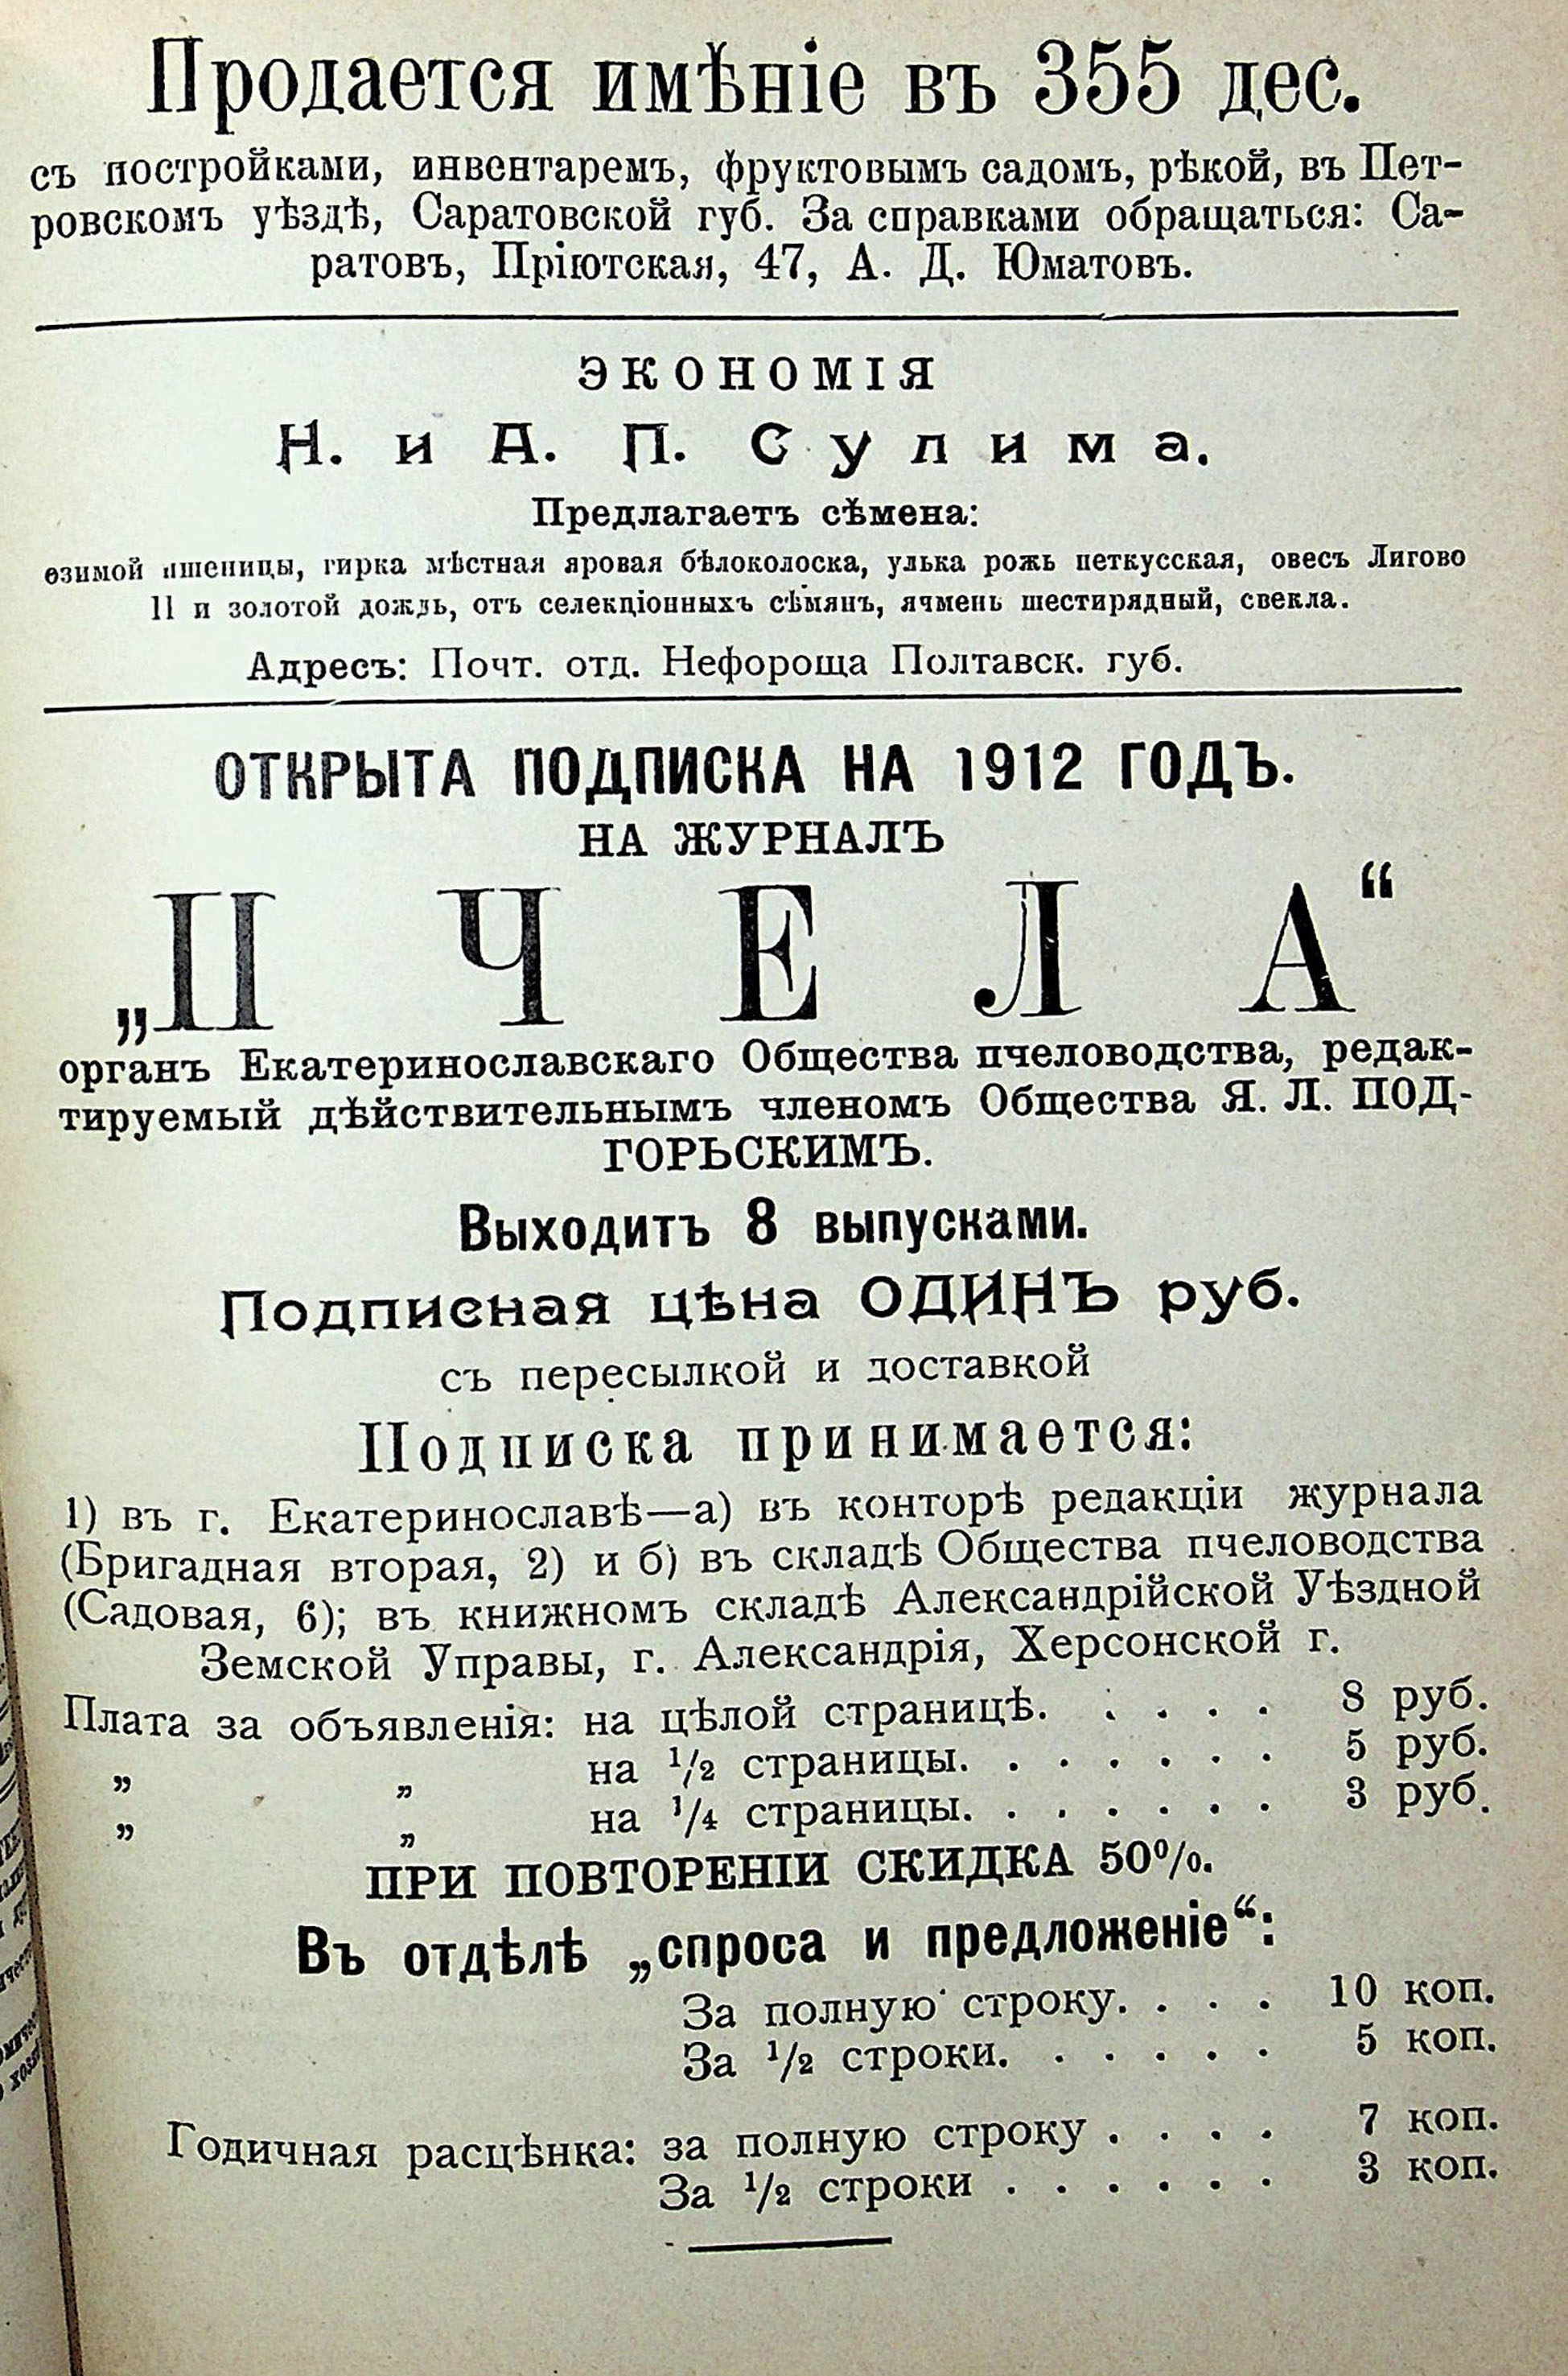 Продается имѣніе въ 355 дес.
съ постройками, инвентаремъ, фруктовымъ садомъ, рѣкой, въ Пет-
ровскомъ уѣздѣ, Саратовской губ. За справками обращаться: Са-
ратовъ, Пріютская, 47, А. Д. Юматовъ.
ЭКОНОМІЯ
Н. и А. П. Сулима.
Предлагаетъ сѣмена:
озимой пшеницы, гирка мѣстная яровая бѣлоколоска, улька рожь петкусская, овесъ Лигово
II и золотой дождь, отъ селекціонныхъ сѣмянъ, ячмень шестирядный, свекла.
Адресъ: Почт. отд. Нефороща Полтавск. губ.
ОТКРЫТА ПОДПИСКА НА 1912 ГОДЪ.
НА ЖУРНАЛЪ
„ПЧЕЛА“
органъ Екатеринославскаго Общества пчеловодства, редак-
тируемый дѣйствительнымъ членомъ Общества Я. Л. ПОД-
ГОРЬСКИМЪ.
Выходитъ 8 выпусками.
Подписная цѣна ОДИНЪ руб.
съ пересылкой и доставкой
Подписка принимается:
1) въ г. Екатеринославѣ—а) въ конторѣ редакціи журнала
(Бригадная вторая, 2) и б) въ складѣ Общества пчеловодства
(Садовая, 6); въ книжномъ складѣ Александрійской Уѣздной
Земской Управы, г. Александрія, Херсонской г.
Плата за объявленія: на цѣлой страницѣ. . . . . 8 руб.
„ „ на 1/2 страницы. . . . . . . 5 руб.
„ „ на 1/4 страницы. . . . . . . 3 руб.
ПРИ ПОВТОРЕНІИ СКИДКА 50%.
Въ отдѣлѣ „спроса и предложеніе“:
За полную строку. . . . 10 коп.
За 1/2 строки. . . . . . 5 коп.
Годичная расцѣнка: за полную строку . . . . 7 коп.
За 1/2 строки . . . . . . 3 коп.